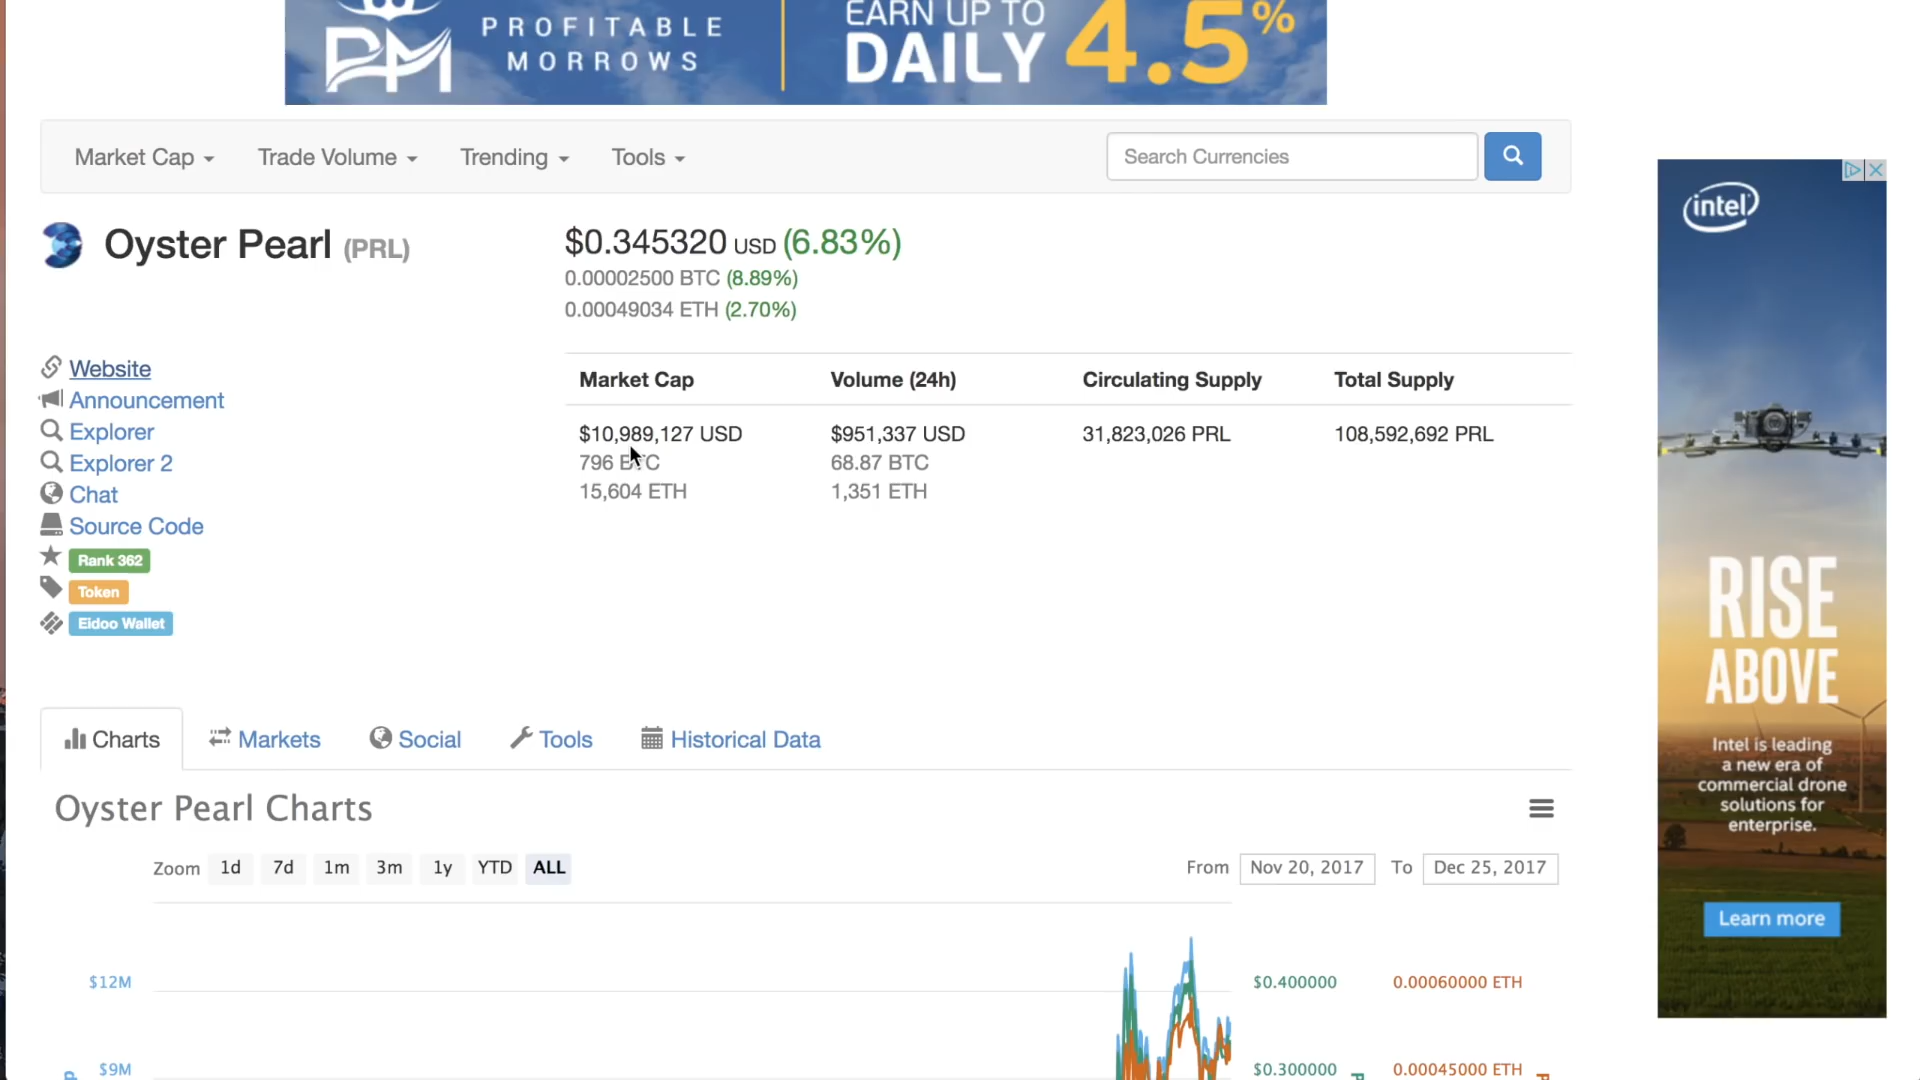 PM PROFITABLE MORROWS
EARN UP TO
DAILY 4.5%
Market Cap
Trade Volume
Trending
Tools
Search Currencies
Oyster Pearl (PRL)
$0.345320 USD (6.83%)
0.00002500 BTC (8.89%)
0.00049034 ETH (2.70%)
Website
Announcement
Explorer
Explorer 2
Chat
Source Code
Rank 362
Token
Eidoo Wallet
Market Cap Volume (24h) Circulating Supply Total Supply
$10,989,127 USD $951,337 USD 31,823,026 PRL 108,592,692 PRL
796 BTC 68.87 BTC
15,604 ETH 1,351 ETH
Charts Markets Social Tools Historical Data
Oyster Pearl Charts
Zoom 1d 7d 1m 3m 1y YTD ALL From Nov 20, 2017 To Dec 25, 2017
$12M $0.400000 0.00060000 ETH
$9M $0.300000 0.00045000 ETH
intel
RISE
ABOVE
Intel is leading
a new era of
commercial drone
solutions for
enterprise.
Learn more